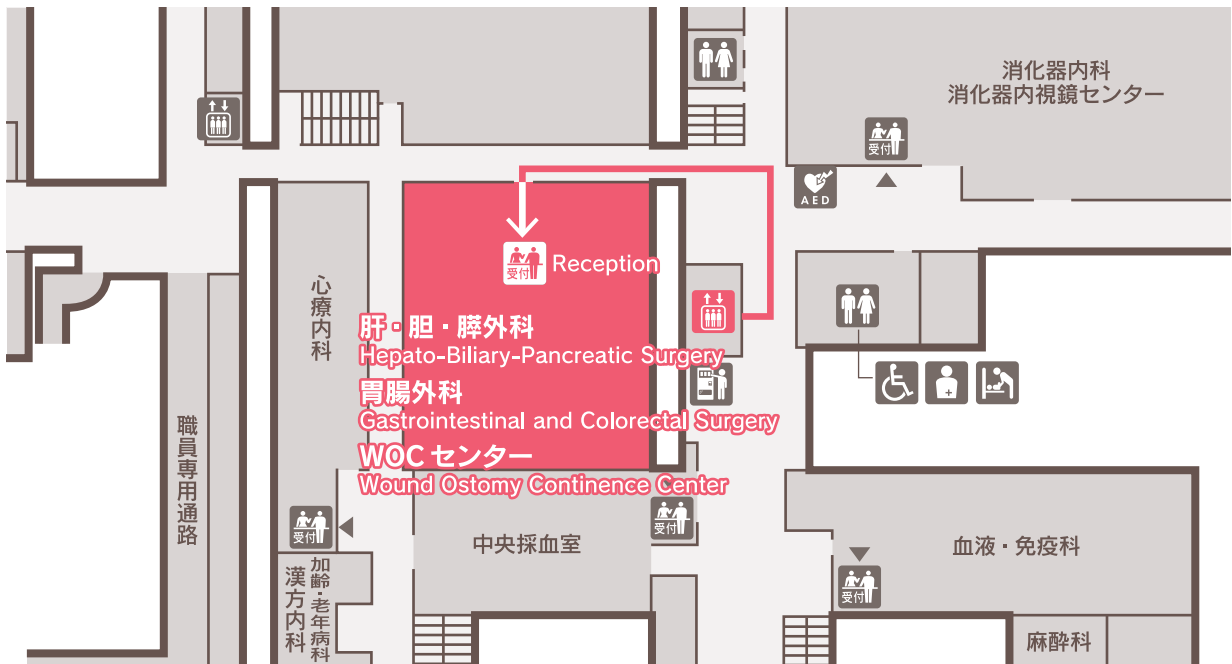 消化器内科
消化器内視鏡センター
受付
AED
受付
Reception
心療内科
肝・胆・膵外科
Hepato-Biliary-Pancreatic Surgery
胃腸外科
Gastrointestinal and Colorectal Surgery
WOC センター
Wound Ostomy Continence Center
職員専用通路
受付
受付
中央採血室
血液・免疫科
受付
加齢・老年病科
漢方内科
麻酔科